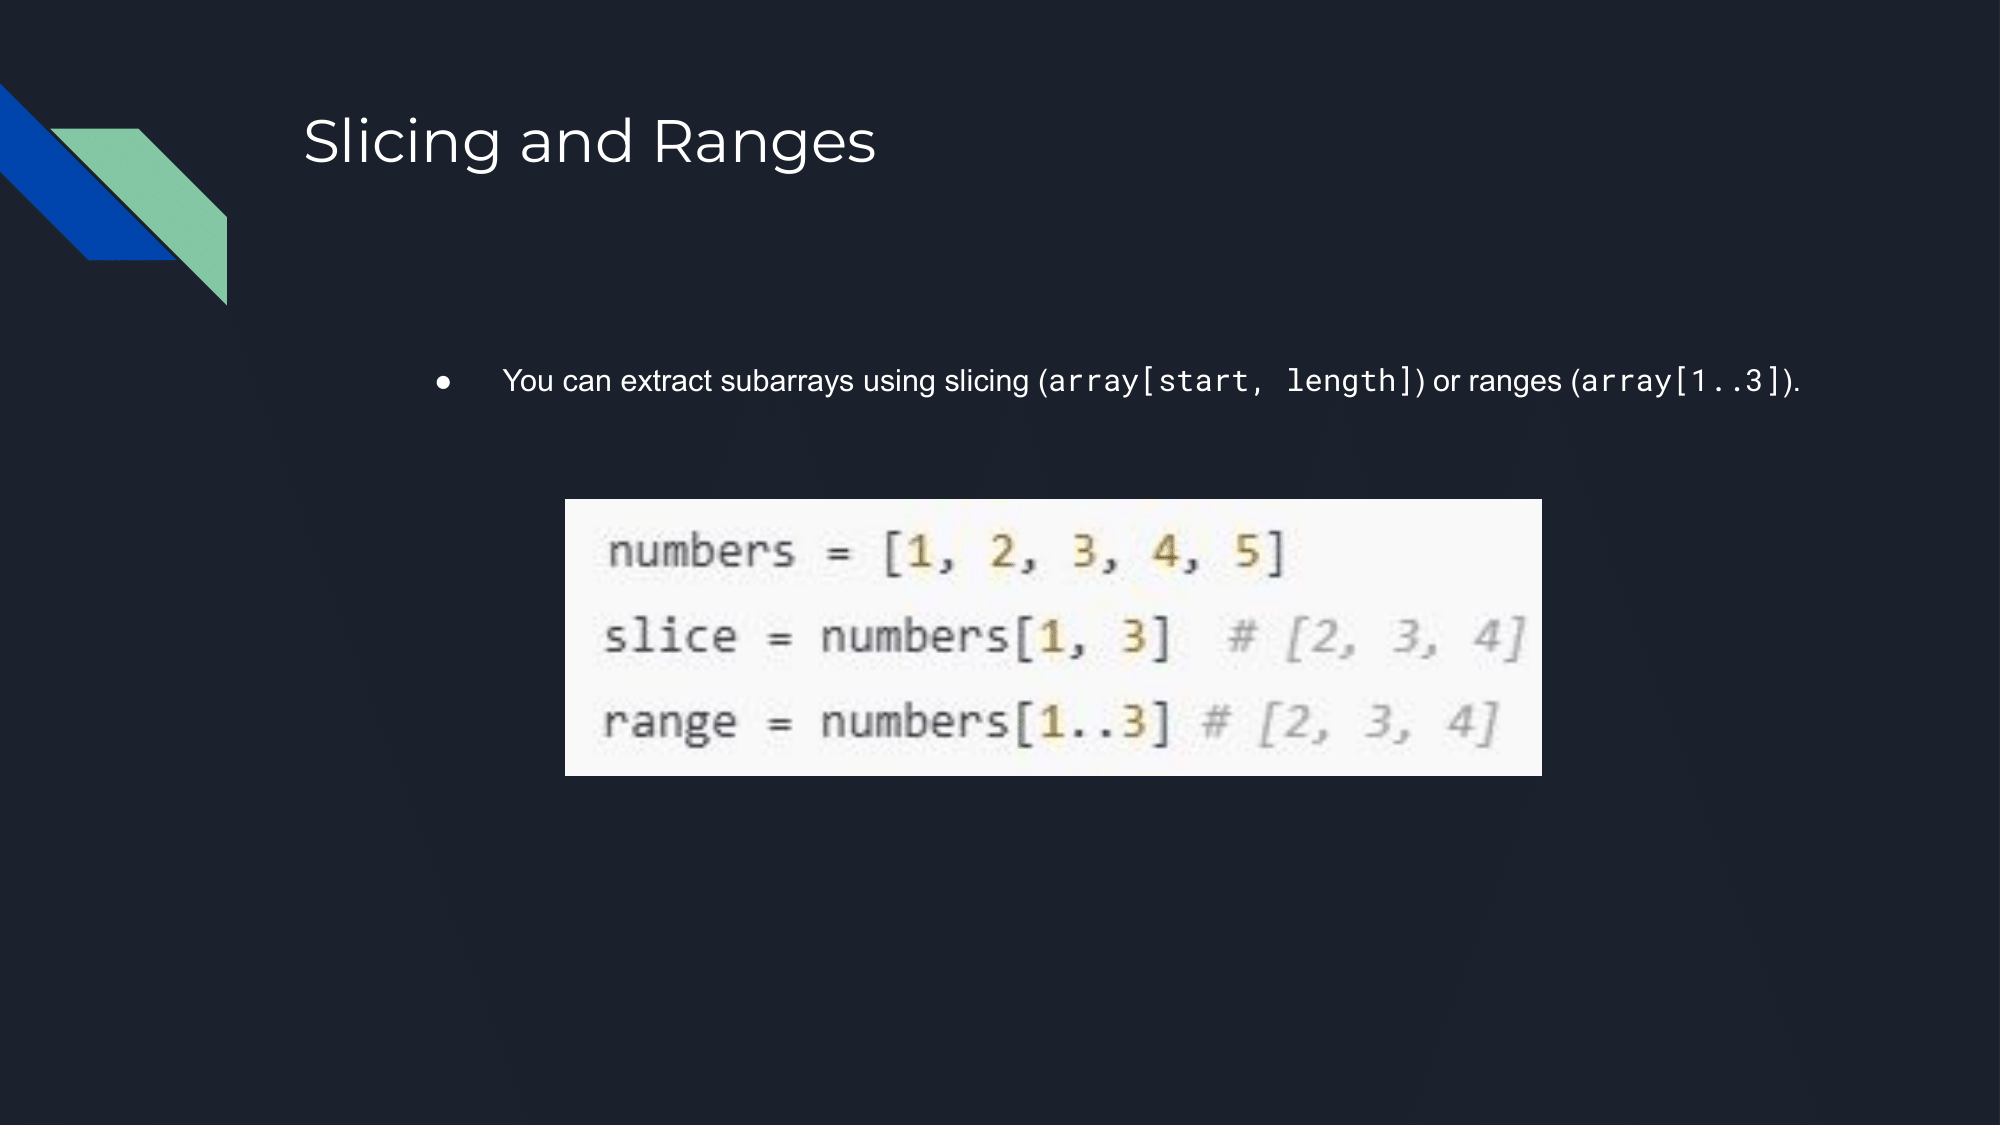 Slicing and Ranges
● You can extract subarrays using slicing (array[start, length]) or ranges (array[1..3]).
numbers = [1, 2, 3, 4, 5]
slice = numbers[1, 3]  # [2, 3, 4]
range = numbers[1..3] # [2, 3, 4]